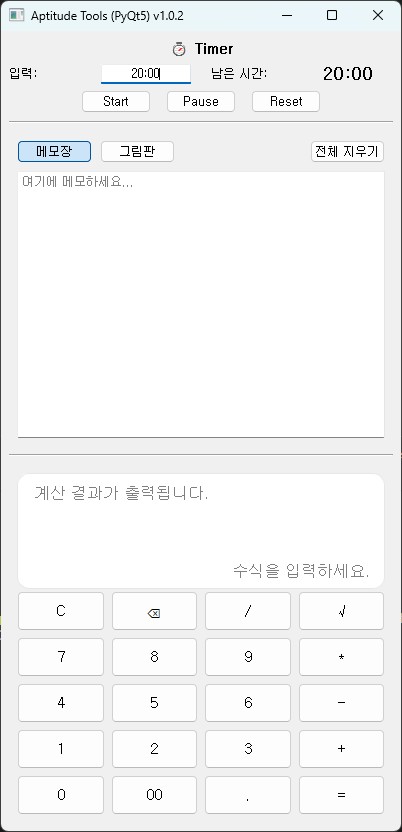 Aptitude Tools (PyQt5) v1.0.2
Timer
입력: 20:00 남은 시간: 20:00
Start Pause Reset
메모장 그림판 전체 지우기
여기에 메모하세요...
계산 결과가 출력됩니다.
수식을 입력하세요.
C ⌫ / √
7 8 9 *
4 5 6 -
1 2 3 +
0 00 . =